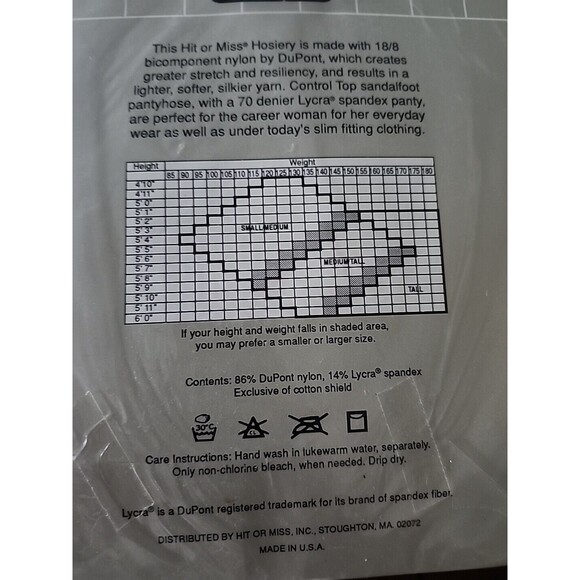 This Hit or Miss® Hosiery is made with 18/8
bicomponent nylon by DuPont, which creates
greater stretch and resiliency, and results in a
lighter, softer, silkier yarn. Control Top sandalfoot
pantyhose, with a 70 denier Lycra® spandex panty,
are perfect for the career woman for her everyday
wear as well as under today's slim fitting clothing.
Height Weight
85 90 95 100 105 110 115 120 125 130 135 140 145 150 155 160 165 170 175 180
4'10"
4'11"
5' 0"
5' 1"
5' 2"
5' 3" SMALL/MEDIUM
5' 4"
5' 5"
5' 6" MEDIUM/TALL
5' 7"
5' 8"
5' 9" TALL
5' 10"
5' 11"
6' 0"
If your height and weight falls in shaded area,
you may prefer a smaller or larger size.
Contents: 86% DuPont nylon, 14% Lycra® spandex
Exclusive of cotton shield
30°C CL
Care Instructions: Hand wash in lukewarm water, separately.
Only non-chlorine bleach, when needed. Drip dry.
Lycra® is a DuPont registered trademark for its brand of spandex fiber.
DISTRIBUTED BY HIT OR MISS, INC., STOUGHTON, MA. 02072
MADE IN U.S.A.